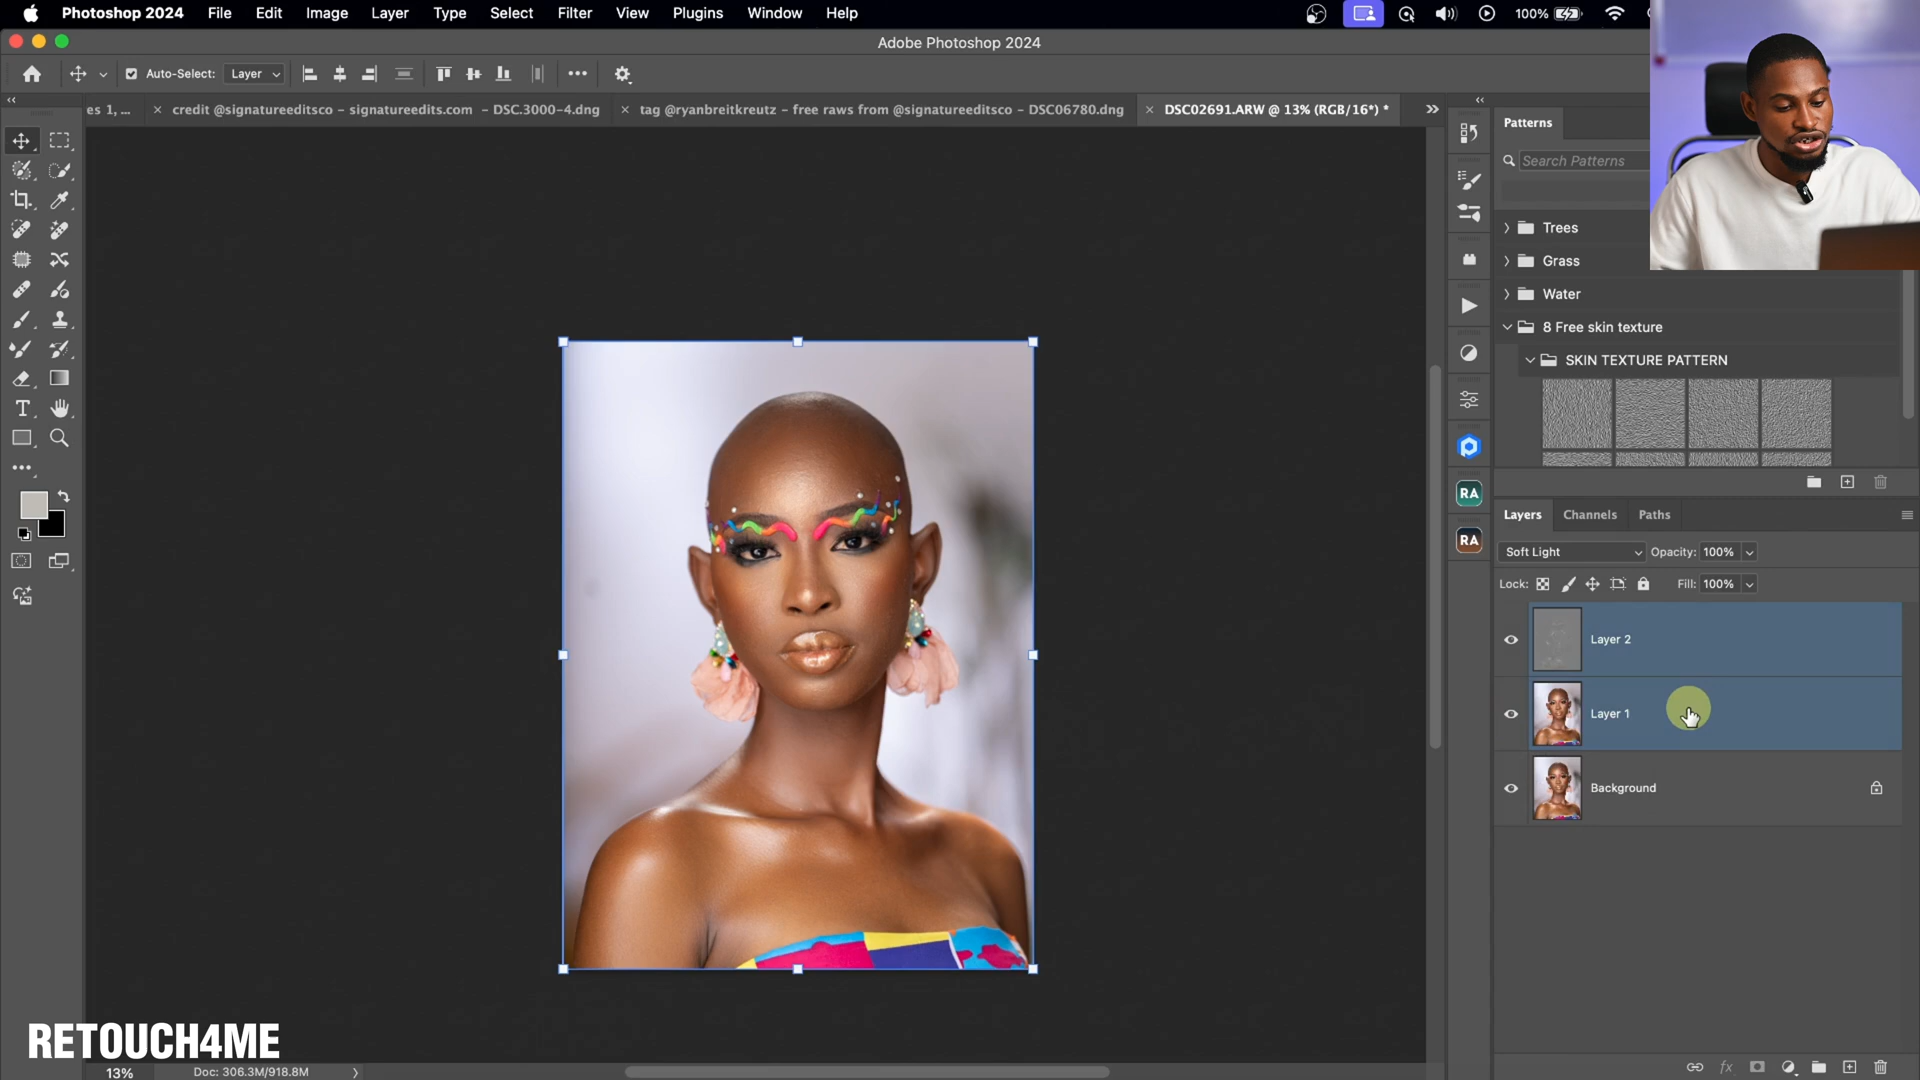 Photoshop 2024 File Edit Image Layer Type Select Filter View Plugins Window Help 100%
Adobe Photoshop 2024
Auto-Select: Layer
es 1, ... × credit @signatureeditsco – signatureedits.com – DSC.3000-4.dng × tag @ryanbreitkreutz – free raws from @signatureeditsco – DSC06780.dng × DSC02691.ARW @ 13% (RGB/16*) *
Patterns
Search Patterns
Trees
Grass
Water
8 Free skin texture
SKIN TEXTURE PATTERN
RA
RA
Layers Channels Paths
Soft Light Opacity: 100%
Lock: Fill: 100%
Layer 2
Layer 1
Background
RETOUCH4ME
13% Doc: 306.3M/918.8M